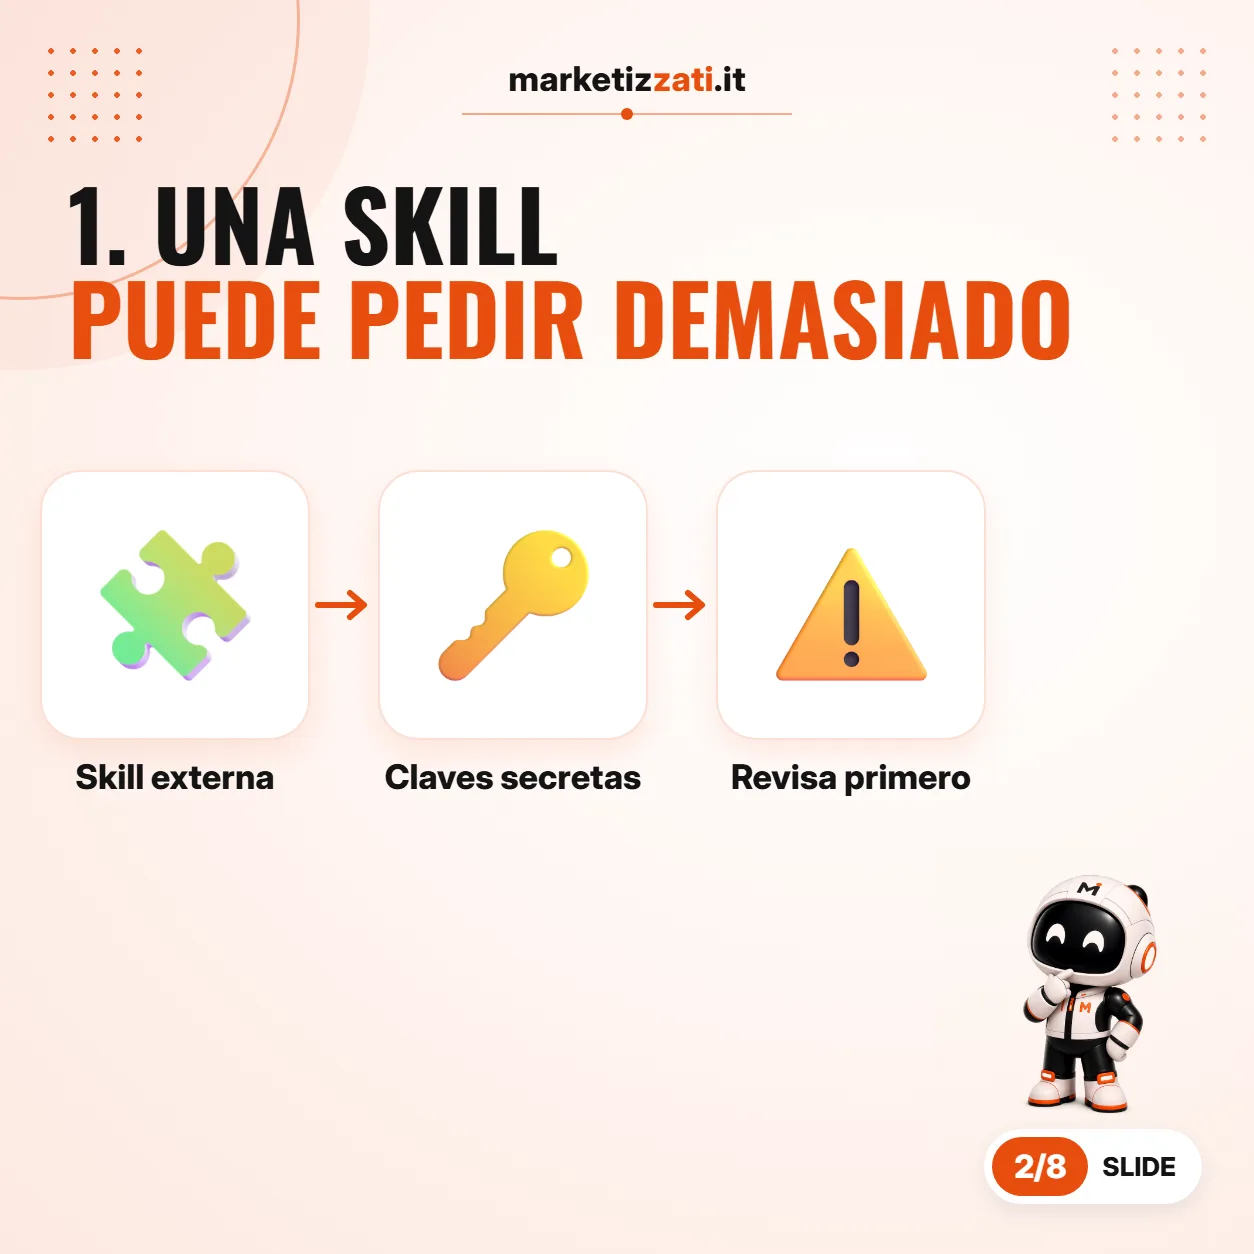 marketizzati.it
1. UNA SKILL
PUEDE PEDIR DEMASIADO
Skill externa
Claves secretas
Revisa primero
M
M
2/8 SLIDE